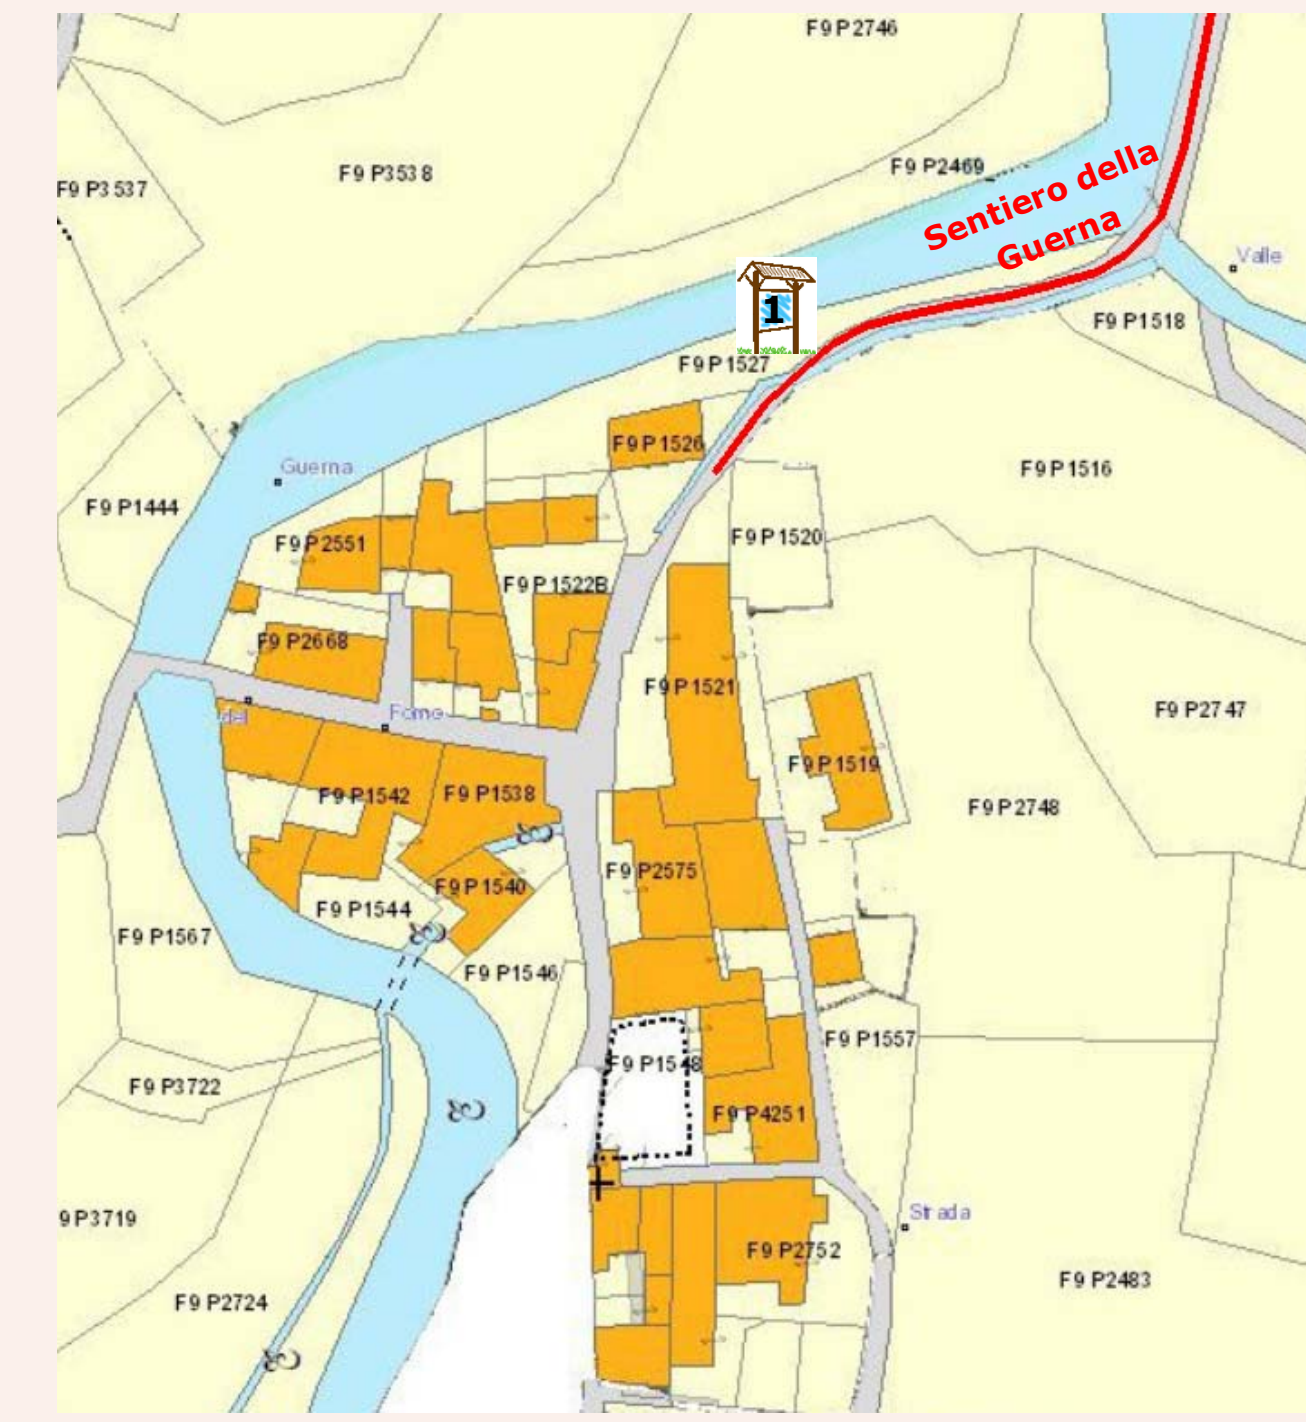 F9 P2746
F9 P2469
F9 P3538
F9 P3537
Sentiero della
Guerna
Valle
1
F9 P1518
F9 P1527
F9 P1526
Guerna
F9 P1516
F9 P1444
F9 P1520
F9 P2551
F9 P1522B
F9 P2668
F9 P1521
F9 P2747
del
Forno
F9 P1519
F9 P1542
F9 P1538
F9 P2748
F9 P2575
F9 P1540
F9 P1544
F9 P1567
F9 P1546
F9 P1557
F9 P1548
F9 P3722
F9 P4251
9 P3719
Strada
F9 P2752
F9 P2483
F9 P2724